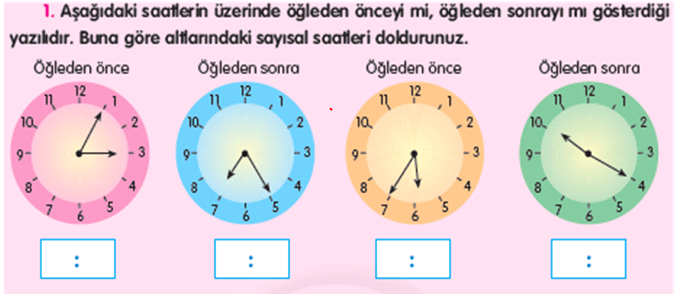 1. Aşağıdaki saatlerin üzerinde öğleden önceyi mi, öğleden sonrayı mı gösterdiği
yazılıdır. Buna göre altlarındaki sayısal saatleri doldurunuz.
Öğleden önce Öğleden sonra Öğleden önce Öğleden sonra
12 1 2 3 4 5 6 7 8 9 10 11
12 1 2 3 4 5 6 7 8 9 10 11
12 1 2 3 4 5 6 7 8 9 10 11
12 1 2 3 4 5 6 7 8 9 10 11
: : : :